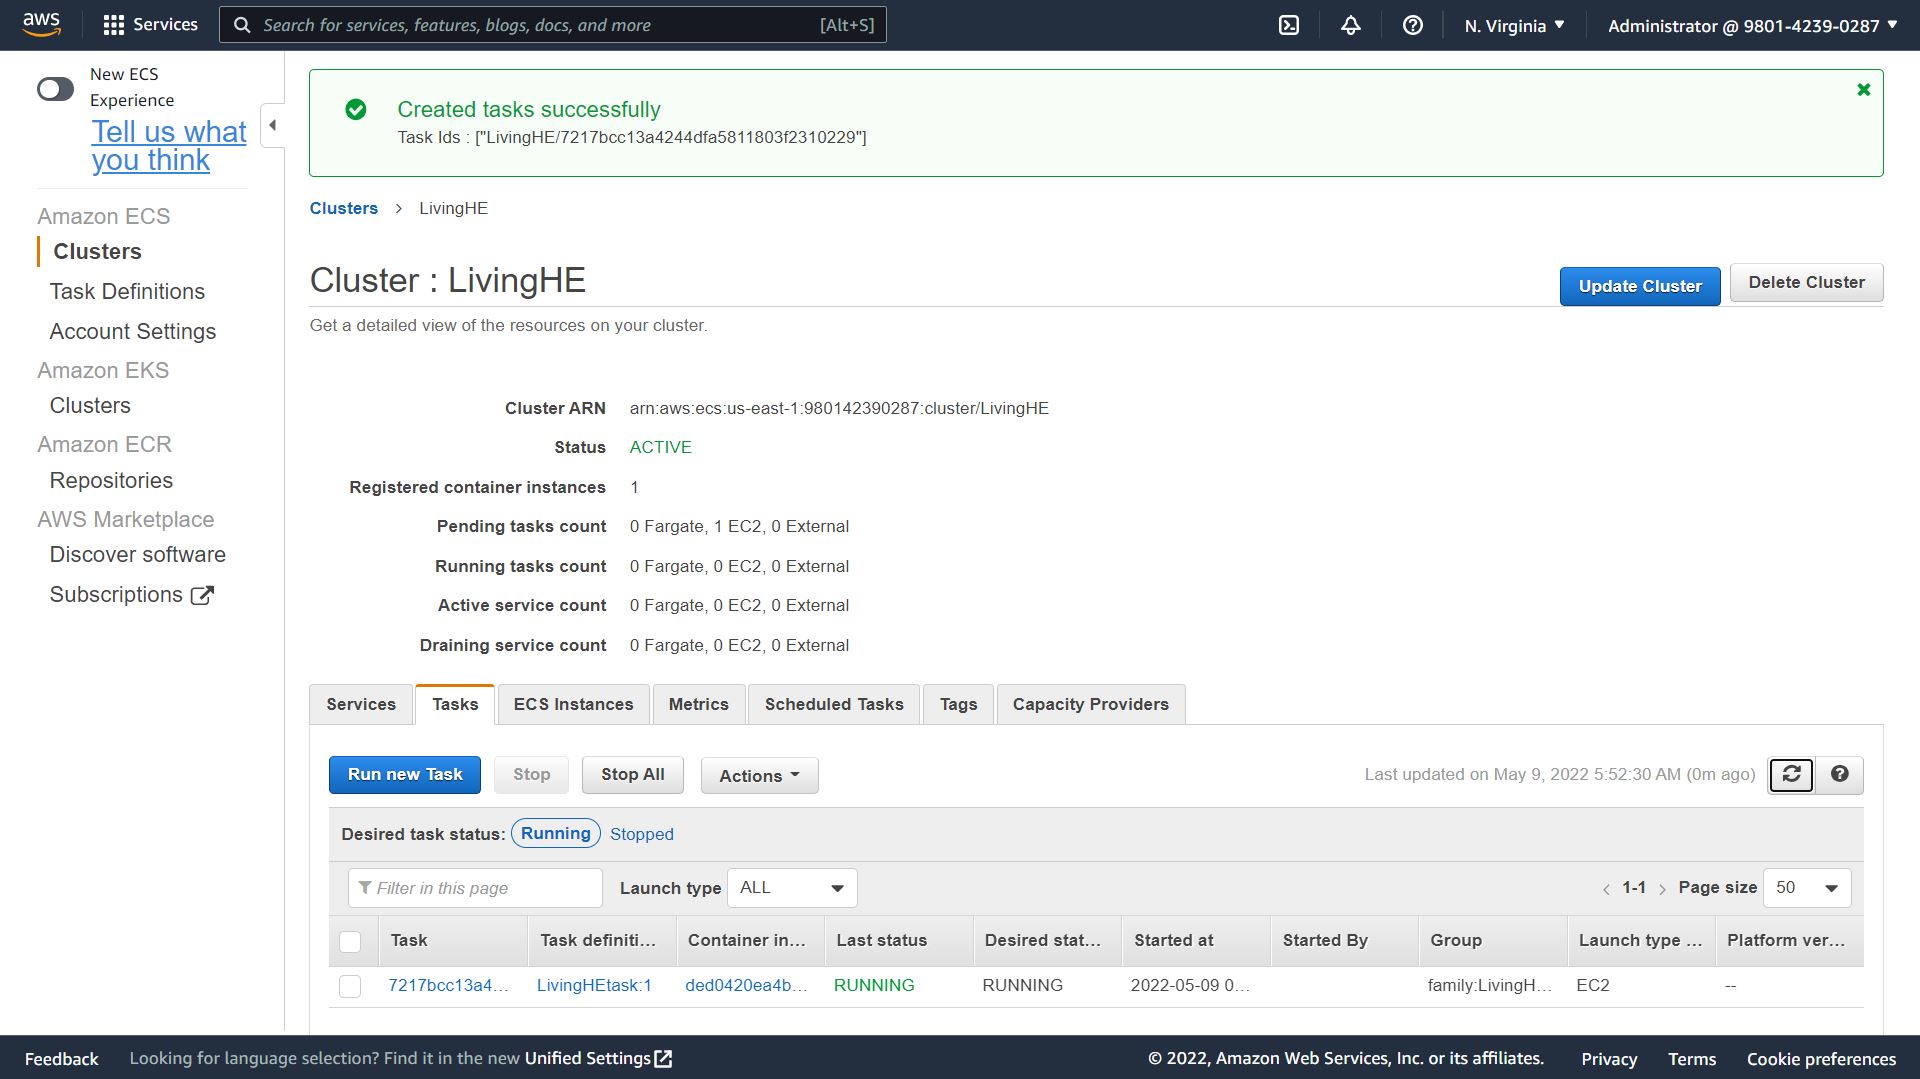 aws
Services
Search for services, features, blogs, docs, and more
[Alt+S]
N. Virginia
Administrator @ 9801-4239-0287
New ECS
Experience
Tell us what
you think
Amazon ECS
Clusters
Task Definitions
Account Settings
Amazon EKS
Clusters
Amazon ECR
Repositories
AWS Marketplace
Discover software
Subscriptions
Created tasks successfully
Task Ids : ["LivingHE/7217bcc13a4244dfa5811803f2310229"]
Clusters > LivingHE
Cluster : LivingHE
Update Cluster
Delete Cluster
Get a detailed view of the resources on your cluster.
Cluster ARN arn:aws:ecs:us-east-1:980142390287:cluster/LivingHE
Status ACTIVE
Registered container instances 1
Pending tasks count 0 Fargate, 1 EC2, 0 External
Running tasks count 0 Fargate, 0 EC2, 0 External
Active service count 0 Fargate, 0 EC2, 0 External
Draining service count 0 Fargate, 0 EC2, 0 External
Services Tasks ECS Instances Metrics Scheduled Tasks Tags Capacity Providers
Run new Task Stop Stop All Actions Last updated on May 9, 2022 5:52:30 AM (0m ago)
Desired task status: Running Stopped
Filter in this page Launch type ALL < 1-1 > Page size 50
Task Task definiti... Container in... Last status Desired stat... Started at Started By Group Launch type ... Platform ver...
7217bcc13a4... LivingHEtask:1 ded0420ea4b... RUNNING RUNNING 2022-05-09 0... family:LivingH... EC2 --
Feedback Looking for language selection? Find it in the new Unified Settings © 2022, Amazon Web Services, Inc. or its affiliates. Privacy Terms Cookie preferences